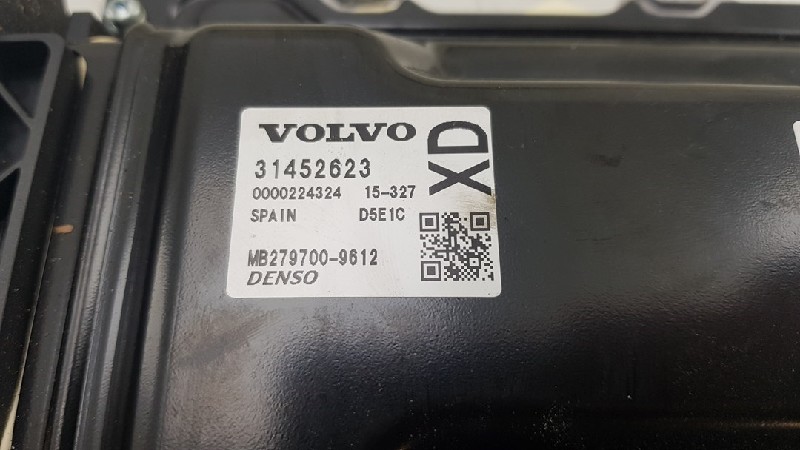 VOLVO
31452623
0000224324 15-327
SPAIN D5E1C
MB279700-9612
DENSO
XD